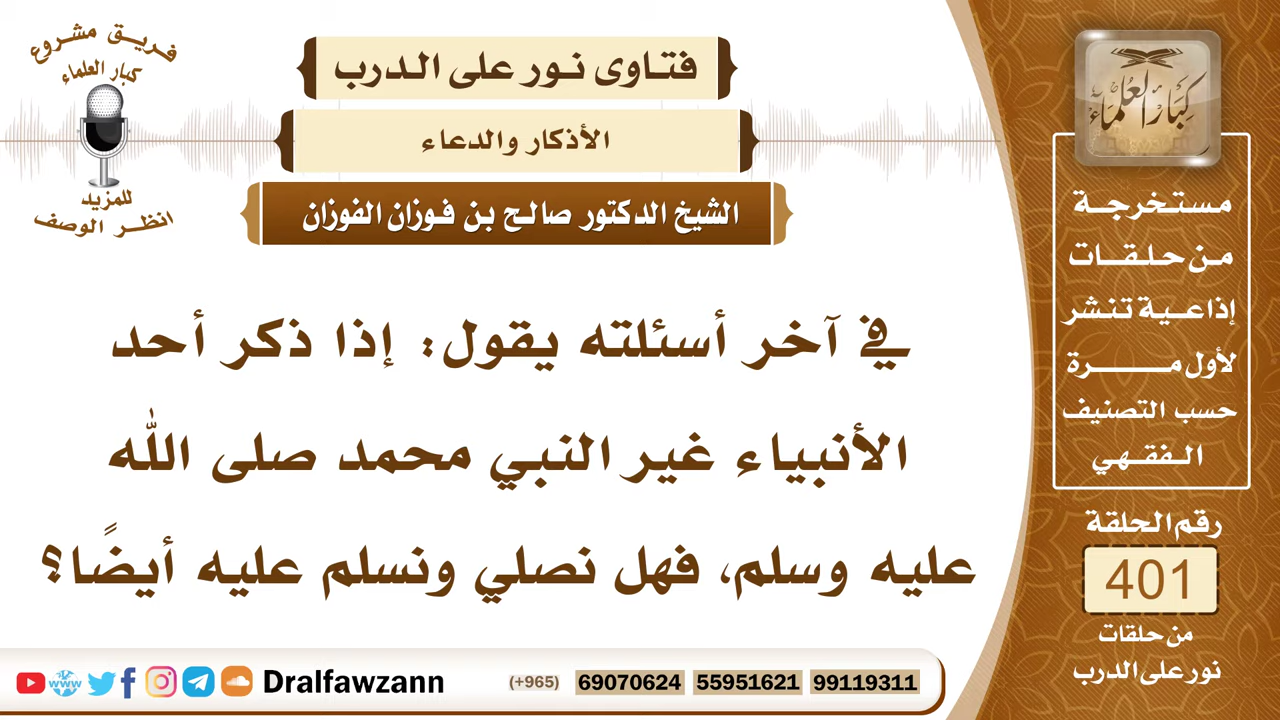 فريق مشروع
كبار العلماء
للمزيد
انظر الوصف
فتاوى نور على الدرب
الأذكار والدعاء
الشيخ الدكتور صالح بن فوزان الفوزان
في آخر أسئلته يقول: إذا ذكر أحد
الأنبياء غير النبي محمد صلى الله
عليه وسلم، فهل نصلي ونسلم عليه أيضًا؟
كبار العلماء
مستخرجة
من حلقات
إذاعية تنشر
لأول مرة
حسب التصنيف
الفقهي
رقم الحلقة
401
من حلقات
نور على الدرب
www Dralfawzann (+965) 69070624 55951621 99119311